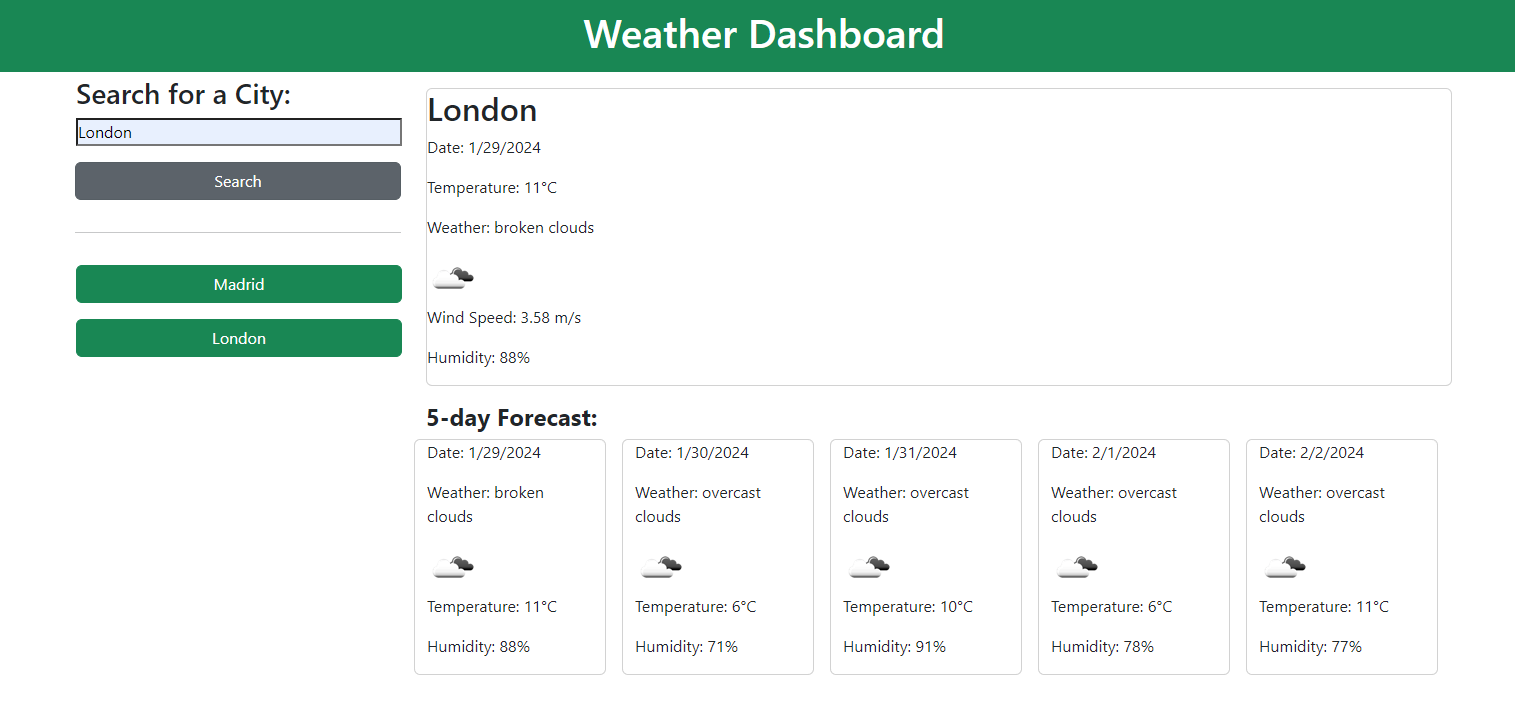 Weather Dashboard
Search for a City:
London
Search
Madrid
London
London
Date: 1/29/2024
Temperature: 11°C
Weather: broken clouds
Wind Speed: 3.58 m/s
Humidity: 88%
5-day Forecast:
Date: 1/29/2024
Weather: broken
clouds
Temperature: 11°C
Humidity: 88%
Date: 1/30/2024
Weather: overcast
clouds
Temperature: 6°C
Humidity: 71%
Date: 1/31/2024
Weather: overcast
clouds
Temperature: 10°C
Humidity: 91%
Date: 2/1/2024
Weather: overcast
clouds
Temperature: 6°C
Humidity: 78%
Date: 2/2/2024
Weather: overcast
clouds
Temperature: 11°C
Humidity: 77%